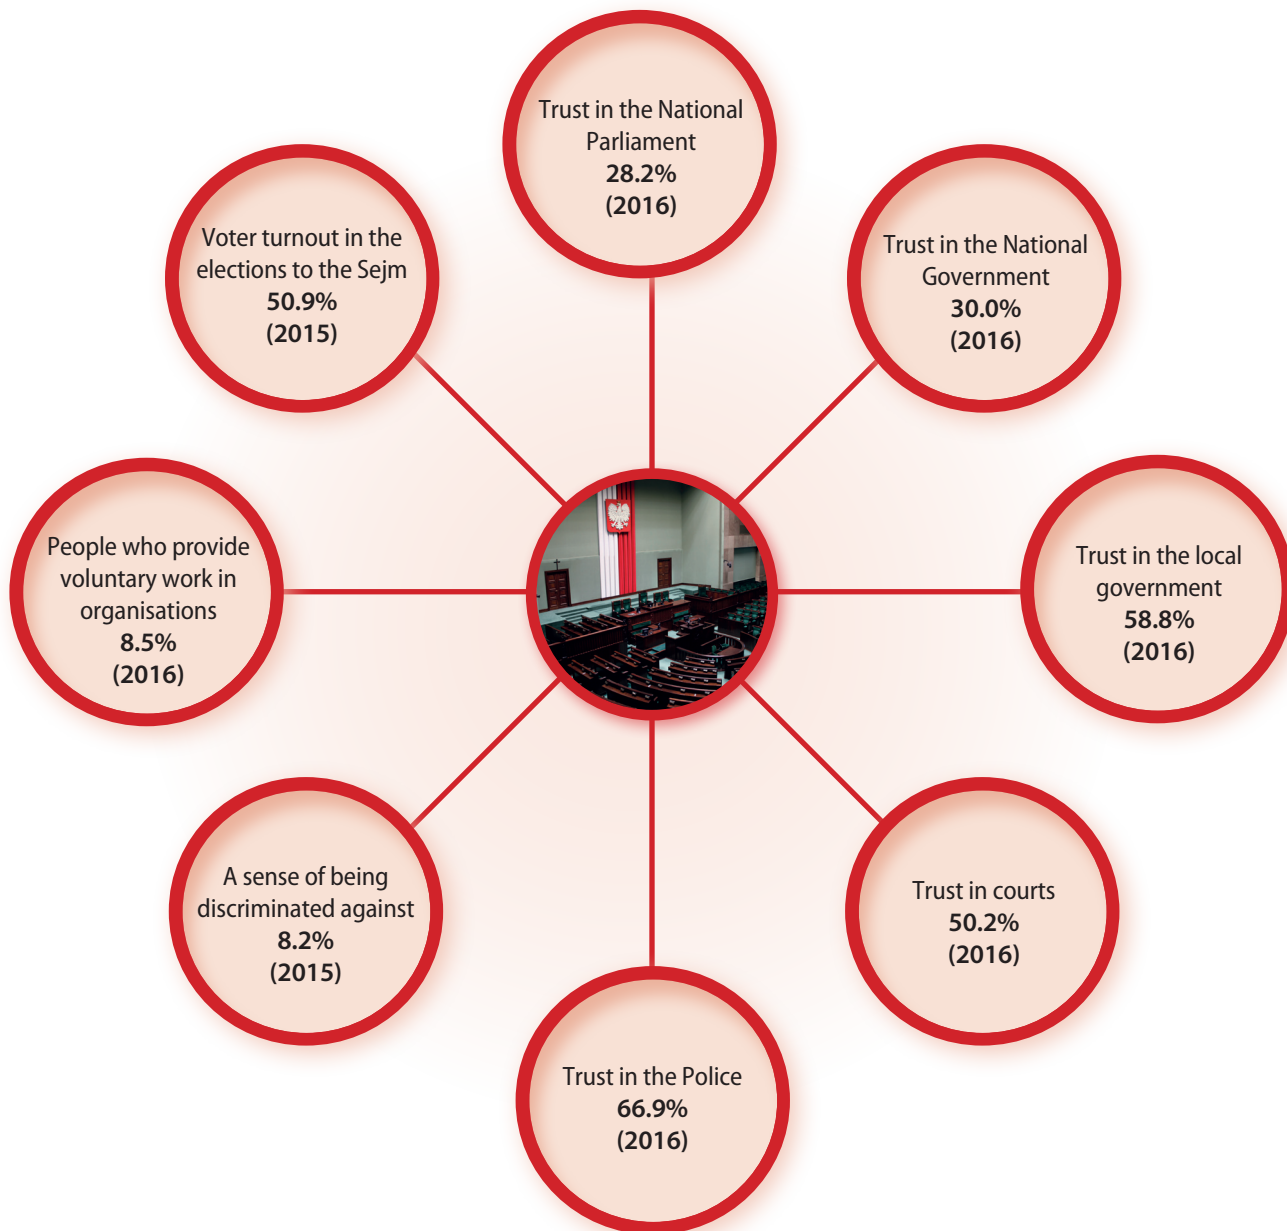 Trust in the National
Parliament
28.2%
(2016)
Voter turnout in the
elections to the Sejm
50.9%
(2015)
Trust in the National
Government
30.0%
(2016)
People who provide
voluntary work in
organisations
8.5%
(2016)
Trust in the local
government
58.8%
(2016)
A sense of being
discriminated against
8.2%
(2015)
Trust in courts
50.2%
(2016)
Trust in the Police
66.9%
(2016)